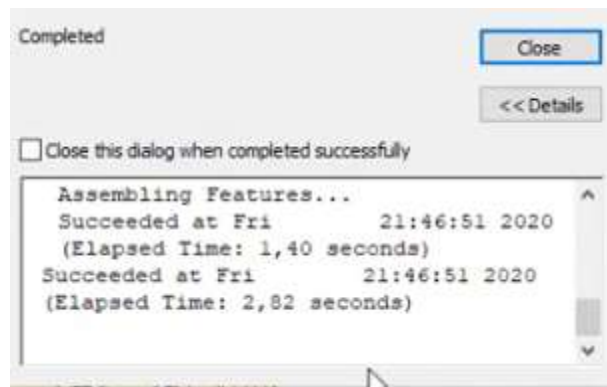 Completed
Close
<< Details
Close this dialog when completed successfully
Assembling Features...
Succeeded at Fri 21:46:51 2020
(Elapsed Time: 1,40 seconds)
Succeeded at Fri 21:46:51 2020
(Elapsed Time: 2,82 seconds)